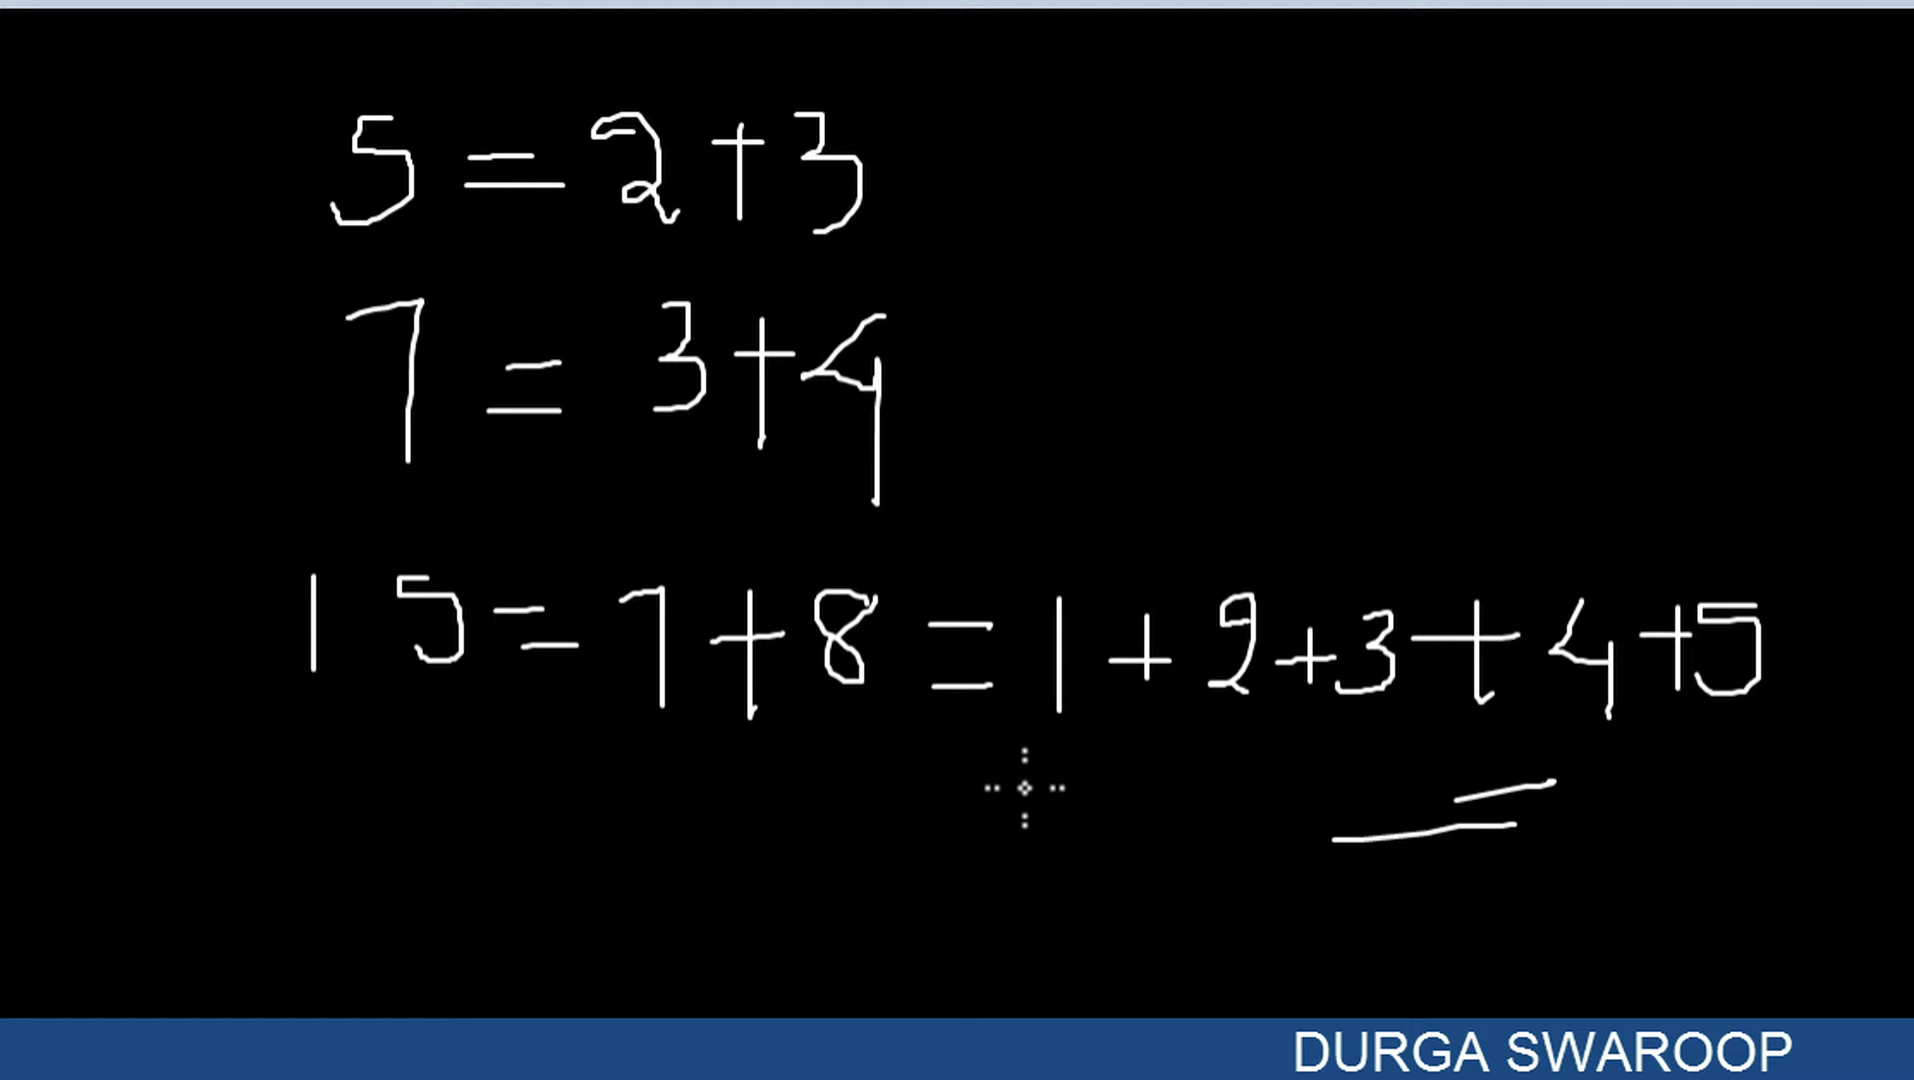 5 = 2+3
7 = 3+4
15 = 7+8 = 1+2+3+4+5
DURGA SWAROOP